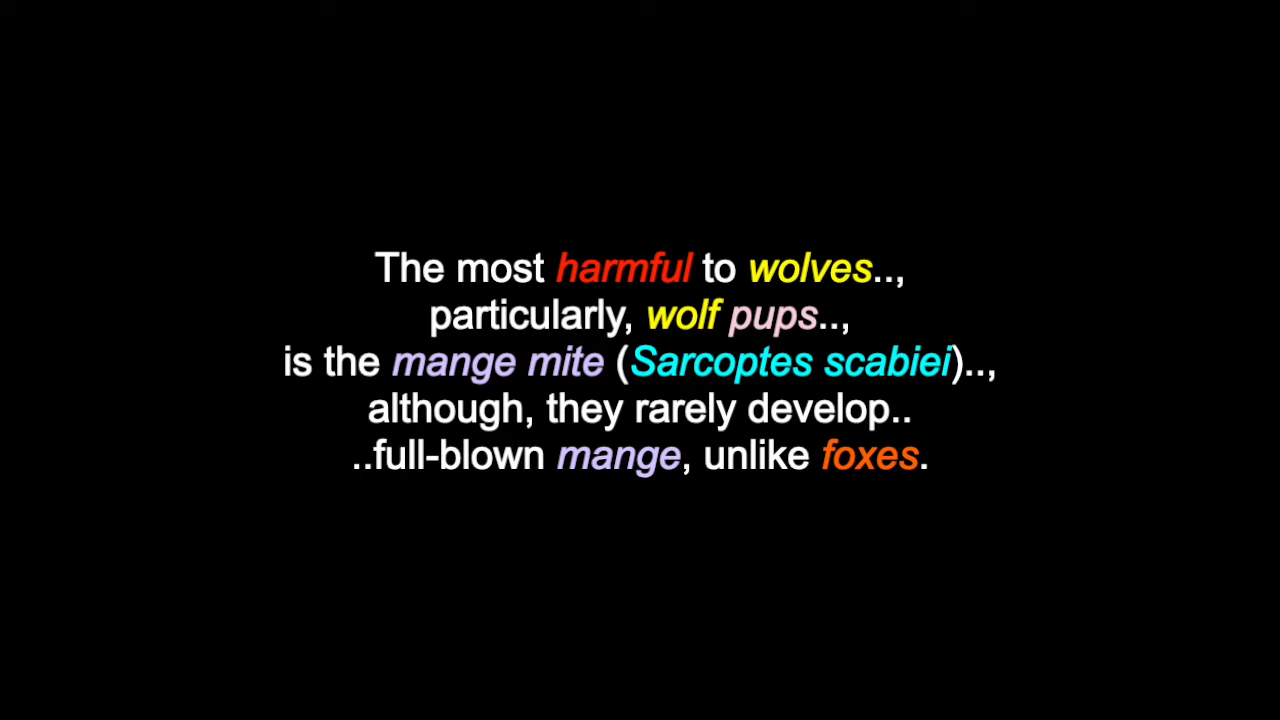 The most harmful to wolves..,
particularly, wolf pups..,
is the mange mite (Sarcoptes scabiei)..,
although, they rarely develop..
..full-blown mange, unlike foxes.